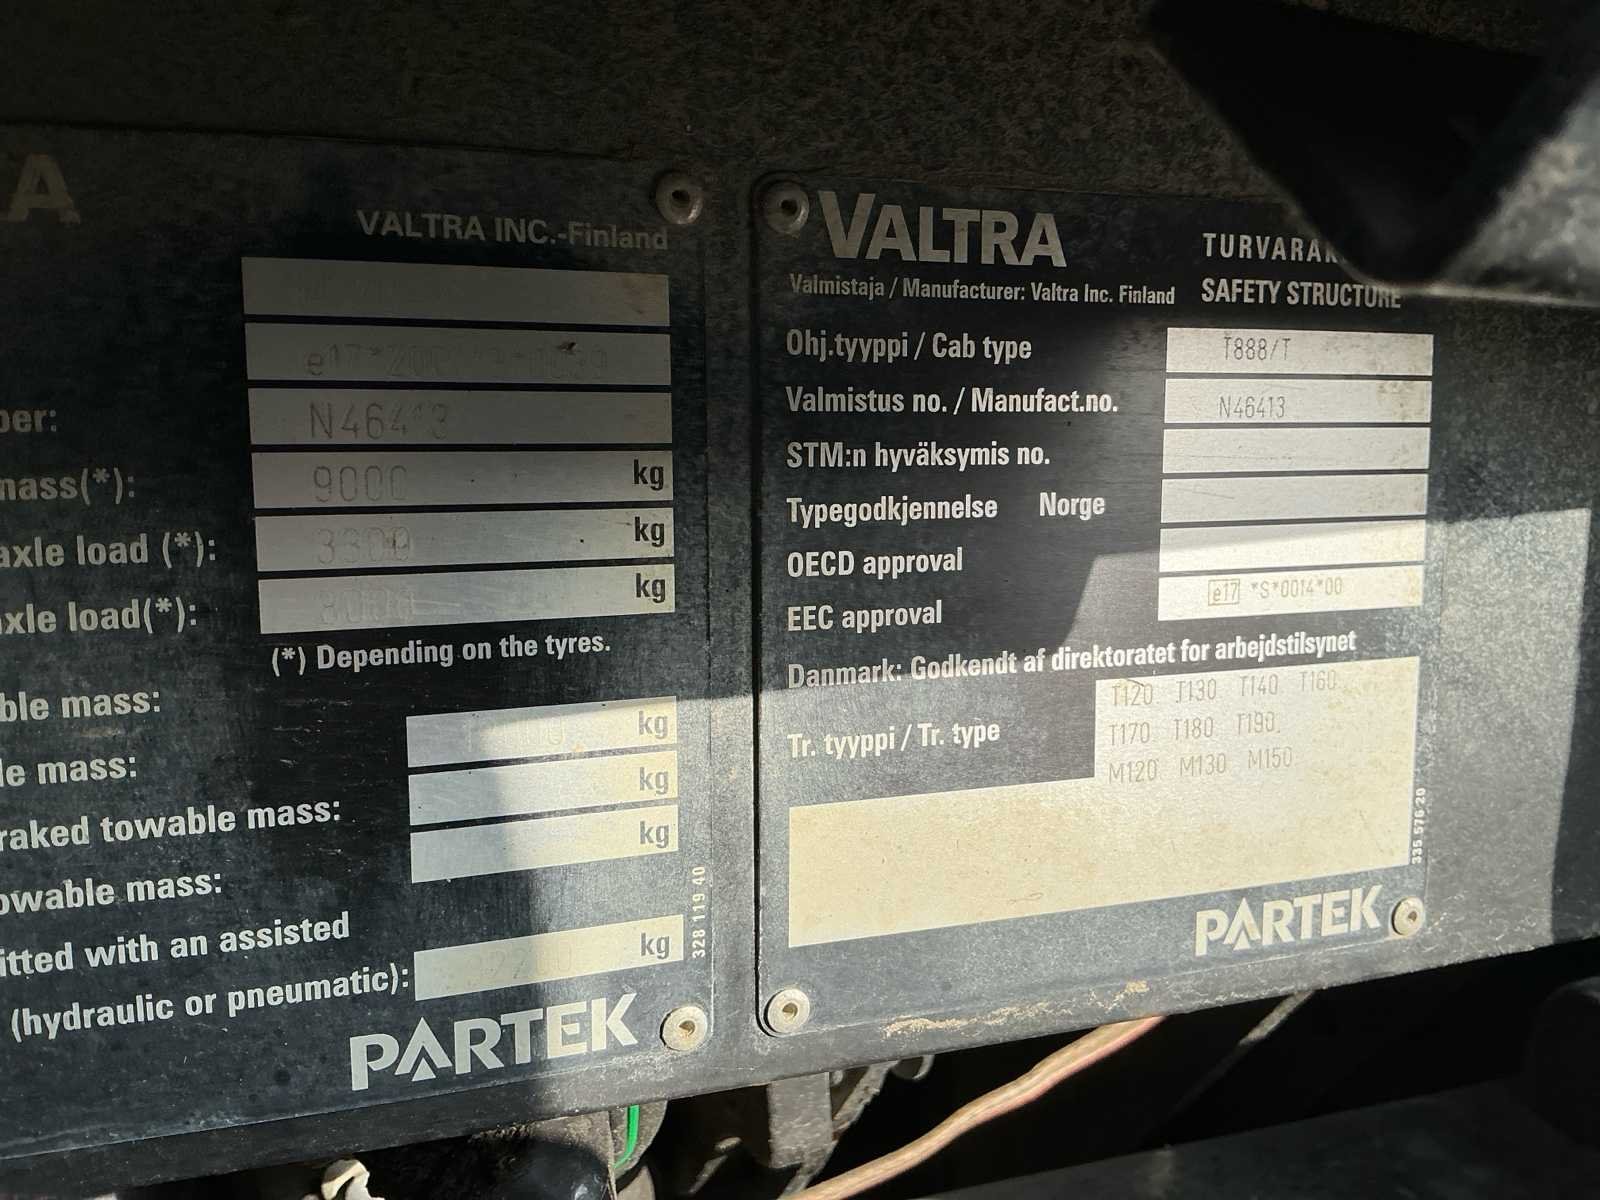 RA
VALTRA INC.-Finland
ber: N46413
mass(*): 9000 kg
axle load (*): 3300 kg
axle load(*): kg
(*) Depending on the tyres.
ble mass: kg
le mass: kg
raked towable mass: kg
owable mass:
itted with an assisted
(hydraulic or pneumatic): kg
328 119 40
PARTEK
VALTRA
TURVARAK
Valmistaja / Manufacturer: Valtra Inc. Finland
SAFETY STRUCTURE
Ohj.tyyppi / Cab type T888/T
Valmistus no. / Manufact.no. N46413
STM:n hyväksymis no.
Typegodkjennelse Norge
OECD approval
EEC approval e17 *S*0014*00
Danmark: Godkendt af direktoratet for arbejdstilsynet
Tr. tyyppi / Tr. type
T120 T130 T140 T160
T170 T180 T190
M120 M130 M150
335.576.20
PARTEK